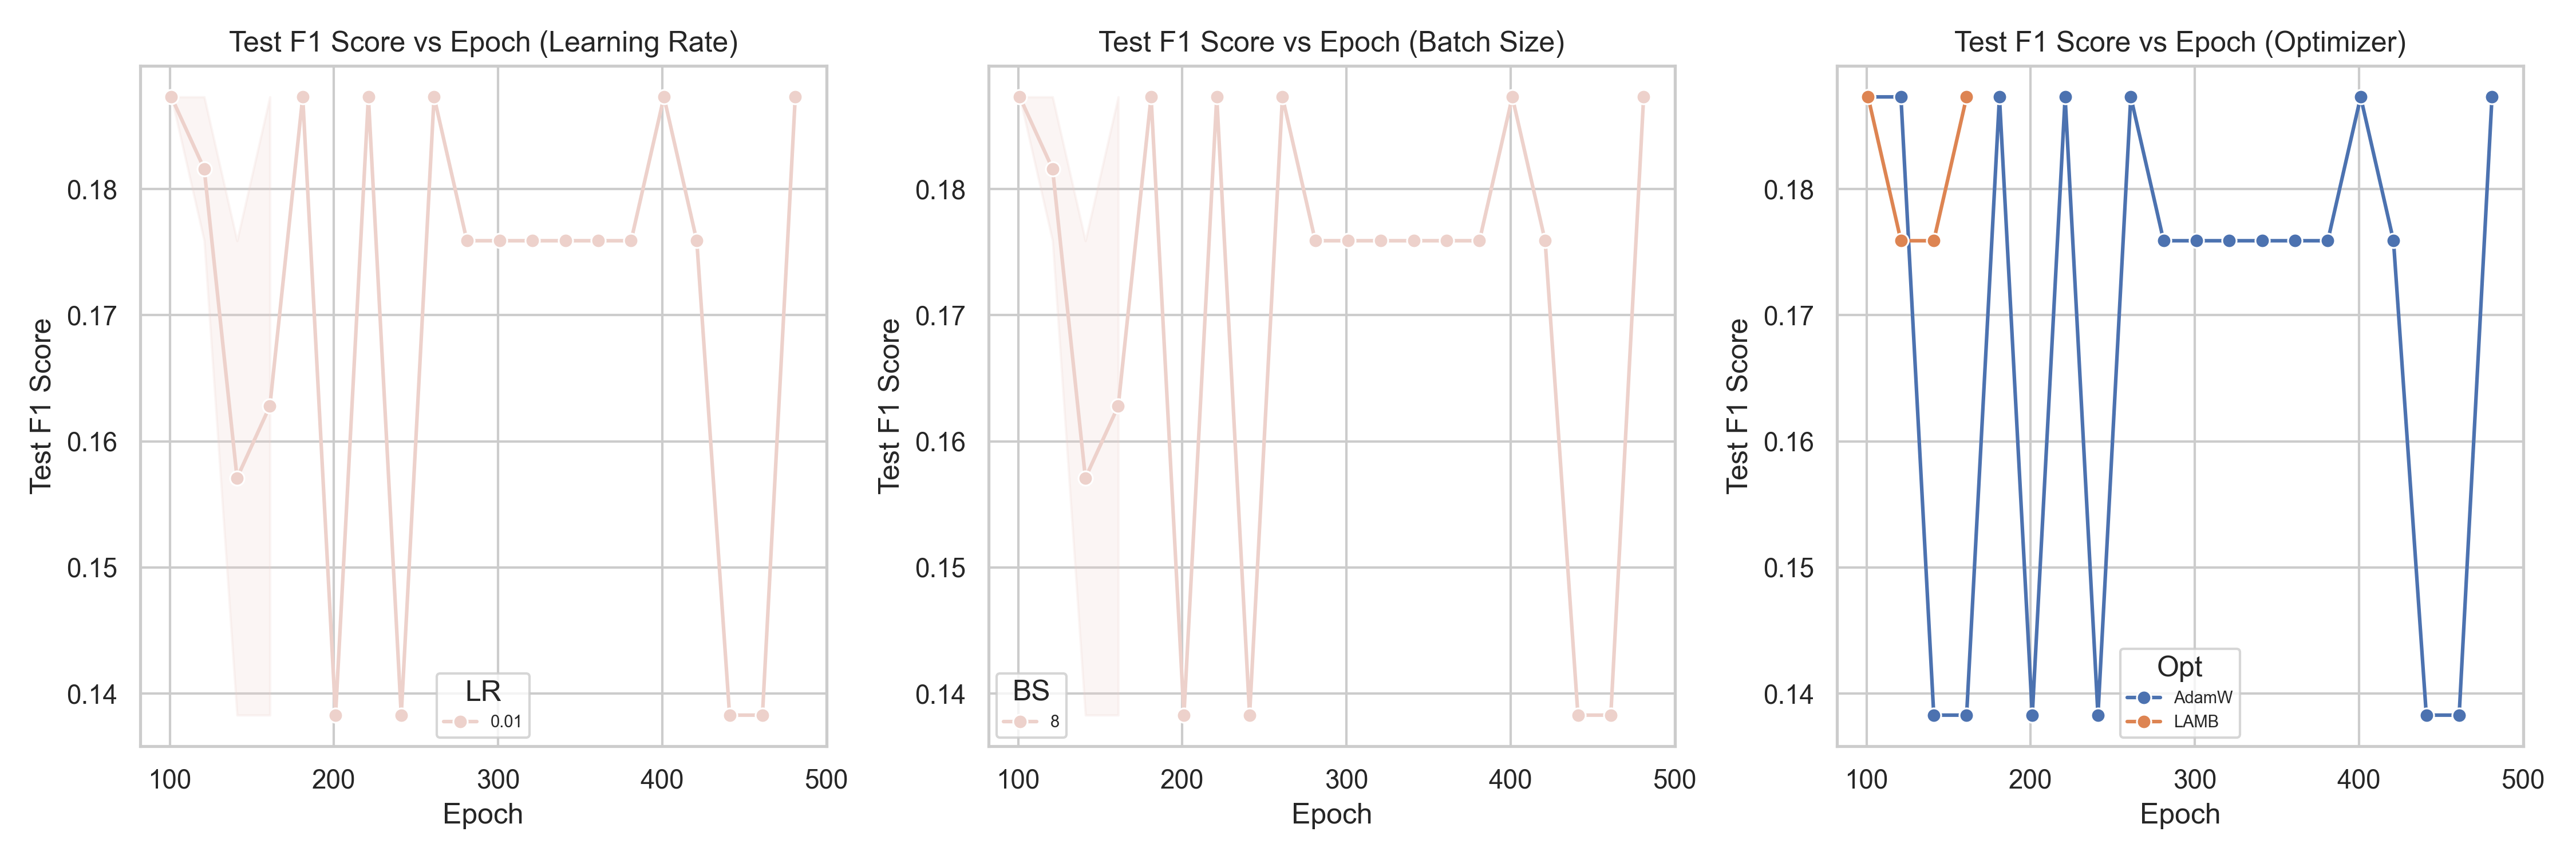 Test F1 Score vs Epoch (Learning Rate)
Test F1 Score
0.18
0.17
0.16
0.15
0.14
100 200 300 400 500
Epoch
LR
0.01
Test F1 Score vs Epoch (Batch Size)
Test F1 Score
0.18
0.17
0.16
0.15
0.14
100 200 300 400 500
Epoch
BS
8
Test F1 Score vs Epoch (Optimizer)
Test F1 Score
0.18
0.17
0.16
0.15
0.14
100 200 300 400 500
Epoch
Opt
AdamW
LAMB